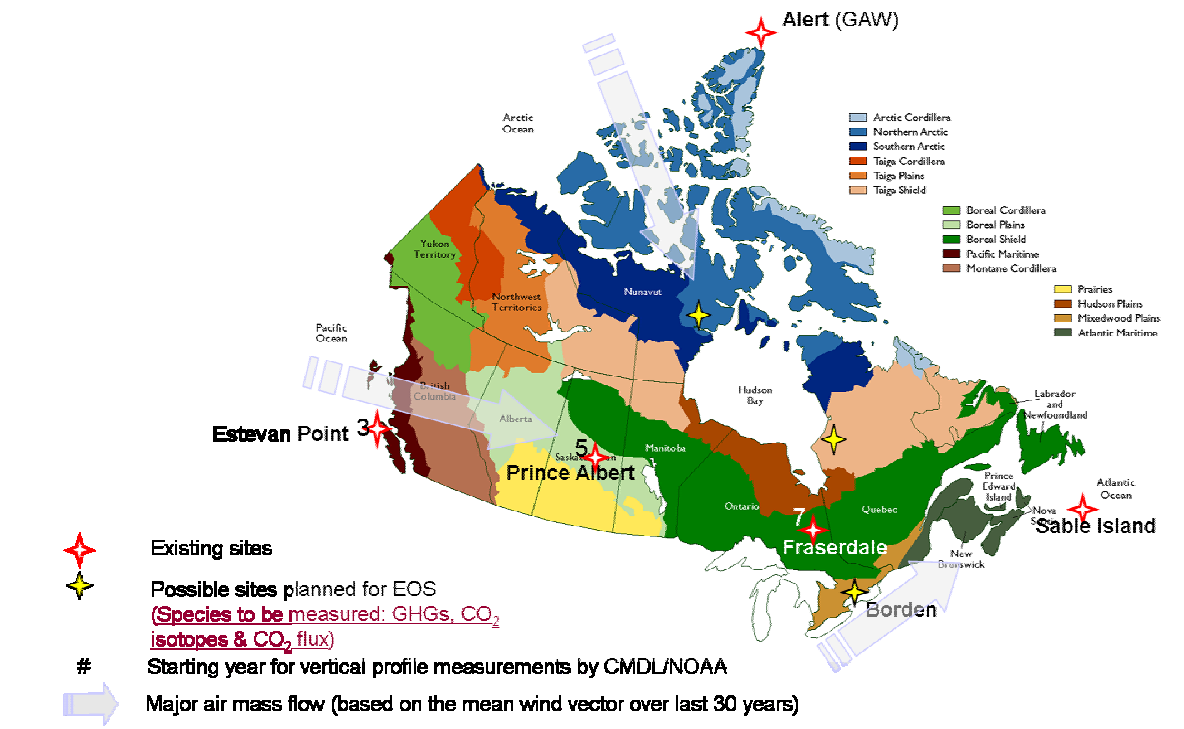 Alert (GAW)
Arctic
Ocean
Arctic Cordillera
Northern Arctic
Southern Arctic
Taiga Cordillera
Taiga Plains
Taiga Shield
Boreal Cordillera
Boreal Plains
Boreal Shield
Pacific Maritime
Montane Cordillera
Prairies
Hudson Plains
Mixedwood Plains
Atlantic Maritime
Yukon
Territory
Northwest
Territories
Nunavut
Pacific
Ocean
British
Columbia
Alberta
Hudson
Bay
Labrador
and
Newfoundland
Estevan Point
3
5
Prince Albert
Manitoba
Ontario
Quebec
7
Fraserdale
Prince
Edward
Island
Atlantic
Ocean
Nova
Sable Island
New
Brunswick
Borden
Existing sites
Possible sites planned for EOS
(Species to be measured: GHGs, CO2
isotopes & CO2 flux)
# Starting year for vertical profile measurements by CMDL/NOAA
Major air mass flow (based on the mean wind vector over last 30 years)